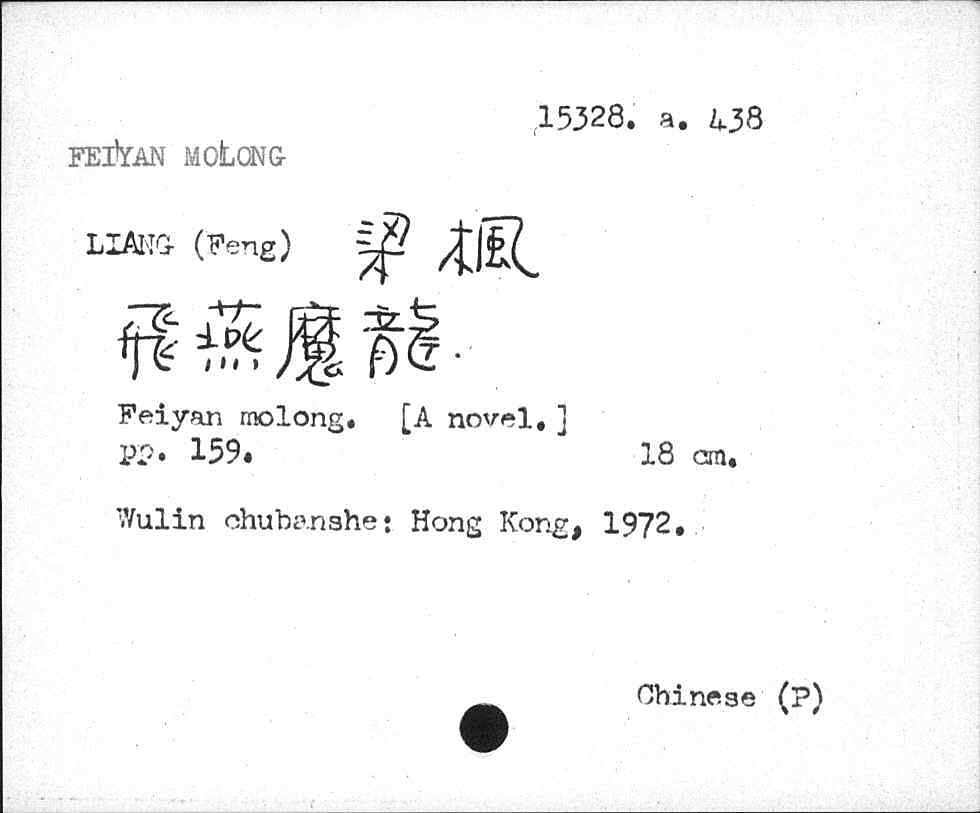 15328. a. 438
FEIYAN MOLONG
LIANG (Feng) 梁楓
飛燕魔龍.
Feiyan molong. [A novel.]
pp. 159. 18 cm.
Wulin chubanshe: Hong Kong, 1972.
Chinese (P)